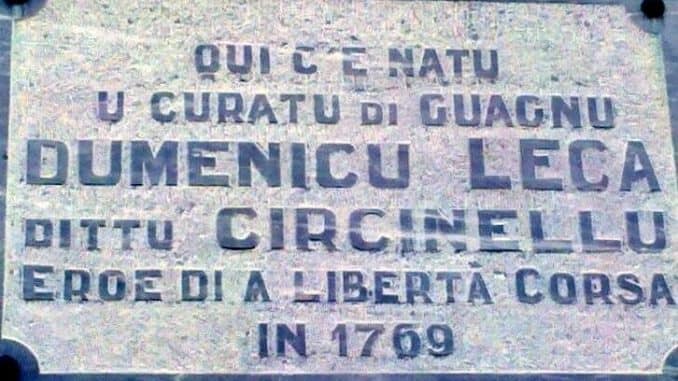 QUI C'E NATU
U CURATU DI GUAGNU
DUMENICU LECA
DITTU CIRCINELLU
EROE DI A LIBERTÀ CORSA
IN 1769